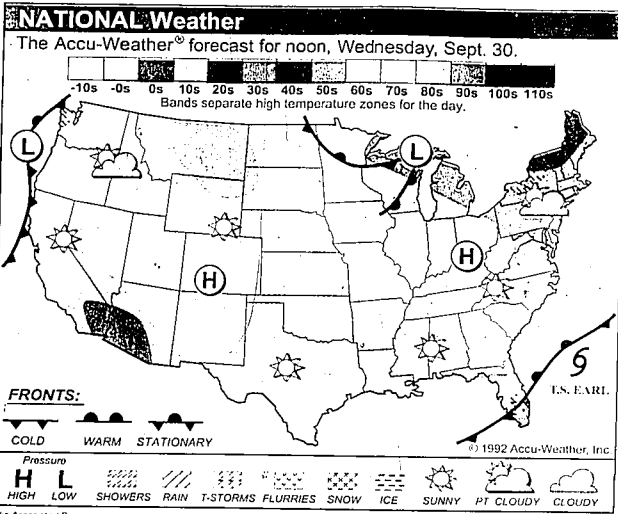 NATIONAL Weather
The Accu-Weather® forecast for noon, Wednesday, Sept. 30.
-10s -0s 0s 10s 20s 30s 40s 50s 60s 70s 80s 90s 100s 110s
Bands separate high temperature zones for the day.
L
L
H
H
T.S. EARL
FRONTS:
COLD WARM STATIONARY
© 1992 Accu-Weather, Inc.
Pressure
H L
HIGH LOW SHOWERS RAIN T-STORMS FLURRIES SNOW ICE SUNNY PT CLOUDY CLOUDY